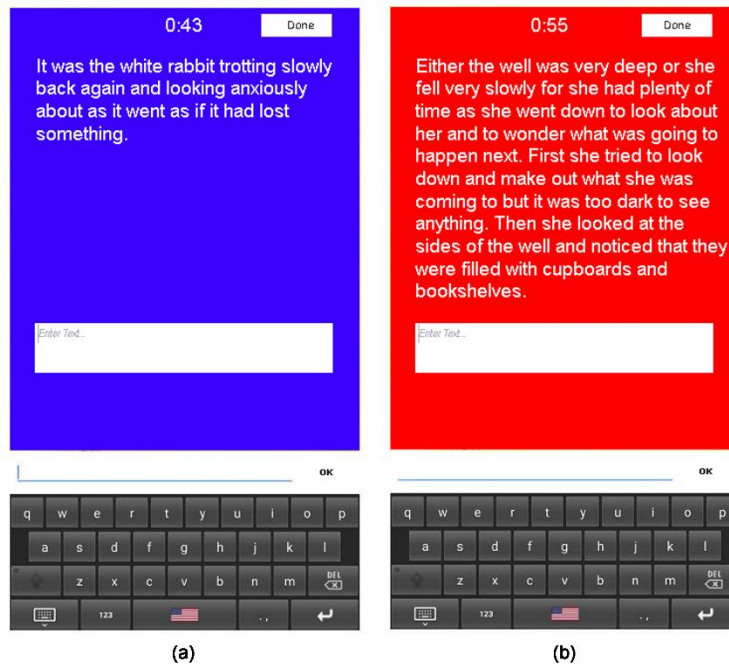 0:43
Done
It was the white rabbit trotting slowly
back again and looking anxiously
about as it went as if it had lost
something.
Enter Text...
OK
q w e r t y u i o p
a s d f g h j k l
z x c v b n m DEL
123 .,
(a)
0:55
Done
Either the well was very deep or she
fell very slowly for she had plenty of
time as she went down to look about
her and to wonder what was going to
happen next. First she tried to look
down and make out what she was
coming to but it was too dark to see
anything. Then she looked at the
sides of the well and noticed that they
were filled with cupboards and
bookshelves.
Enter Text...
OK
q w e r t y u i o p
a s d f g h j k l
z x c v b n m DEL
123 .,
(b)